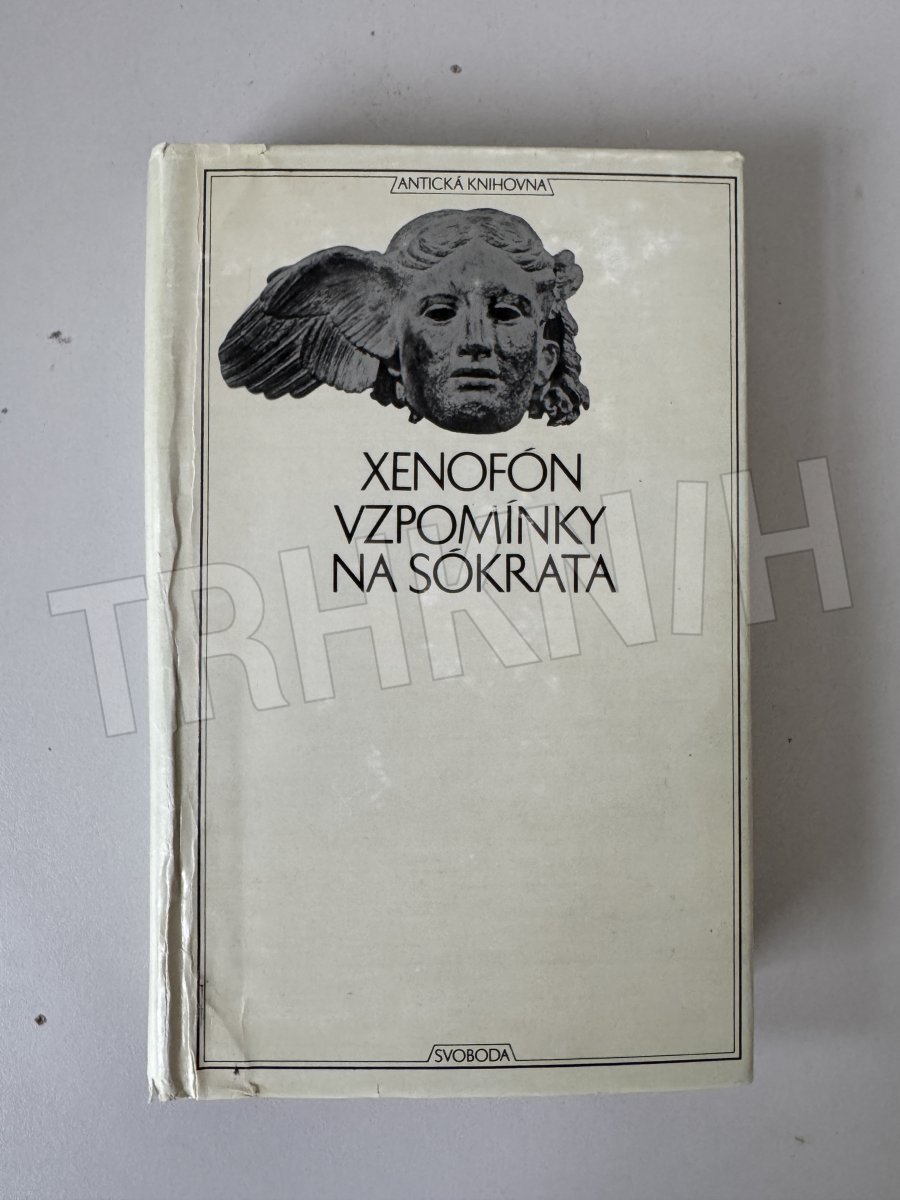 ANTICKÁ KNIHOVNA
XENOFÓN
VZPOMÍNKY
NA SÓKRATA
TRHKNIH
SVOBODA